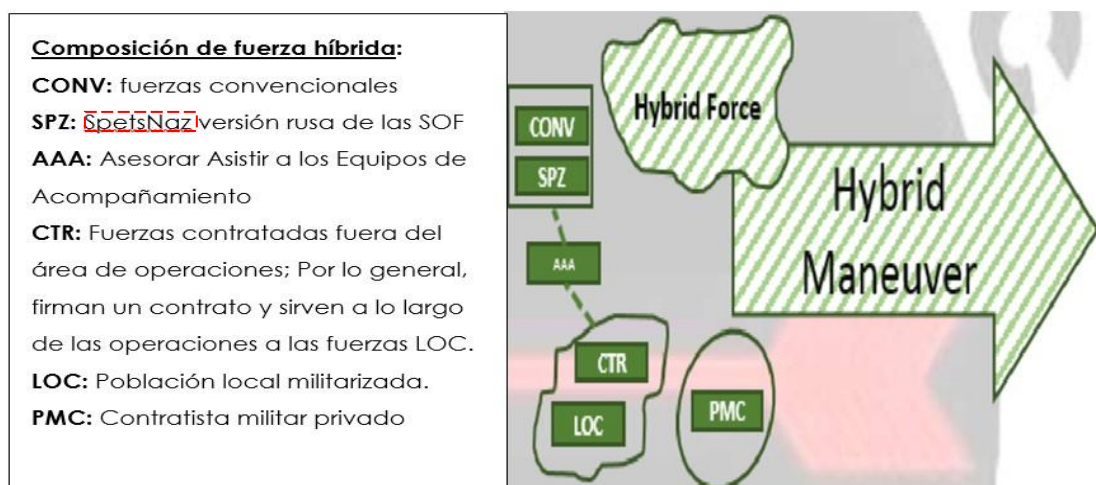 Composición de fuerza híbrida:
CONV: fuerzas convencionales
SPZ: SpetsNaz versión rusa de las SOF
AAA: Asesorar Asistir a los Equipos de
Acompañamiento
CTR: Fuerzas contratadas fuera del
área de operaciones; Por lo general,
firman un contrato y sirven a lo largo
de las operaciones a las fuerzas LOC.
LOC: Población local militarizada.
PMC: Contratista militar privado
Hybrid Force
CONV
SPZ
AAA
CTR
LOC
PMC
Hybrid
Maneuver